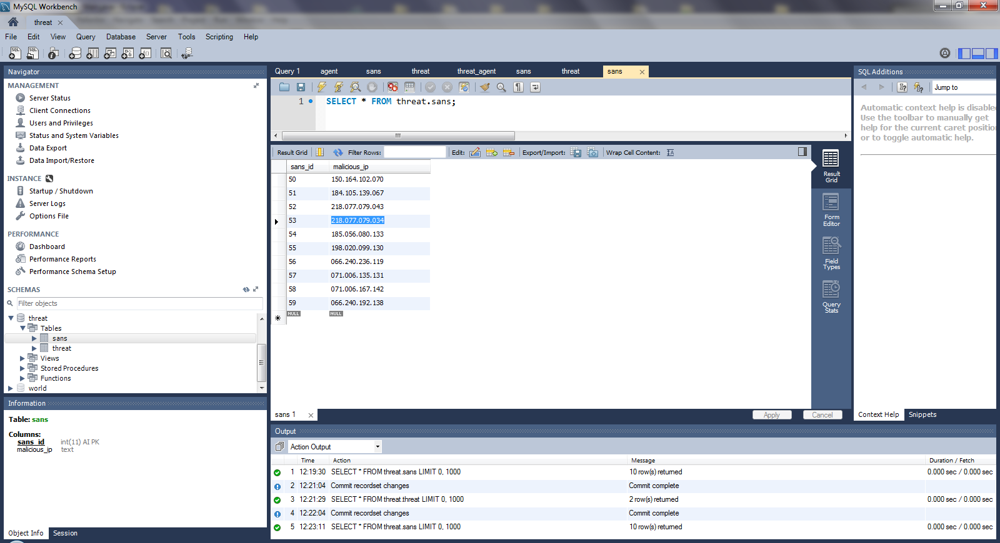 MySQL Workbench
threat
File Edit View Query Database Server Tools Scripting Help
Navigator
MANAGEMENT
Server Status
Client Connections
Users and Privileges
Status and System Variables
Data Export
Data Import/Restore
INSTANCE
Startup / Shutdown
Server Logs
Options File
PERFORMANCE
Dashboard
Performance Reports
Performance Schema Setup
SCHEMAS
Filter objects
threat
Tables
sans
threat
Views
Stored Procedures
Functions
world
Information
Table: sans
Columns:
sans_id int(11) AI PK
malicious_ip text
Object Info Session
Query 1 agent sans threat threat_agent sans threat sans
1 SELECT * FROM threat.sans;
Result Grid Filter Rows: Edit: Export/Import: Wrap Cell Content:
sans_id malicious_ip
50 150.164.102.070
51 184.105.139.067
52 218.077.079.043
53 218.077.079.034
54 185.056.080.133
55 198.020.099.130
56 066.240.236.119
57 071.006.135.131
58 071.006.167.142
59 066.240.192.138
NULL NULL
Result
Grid
Form
Editor
Field
Types
Query
Stats
sans 1
Apply Cancel
SQL Additions
Jump to
Automatic context help is disable
Use the toolbar to manually get
help for the current caret position
or to toggle automatic help.
Context Help Snippets
Output
Action Output
Time Action Message Duration / Fetch
1 12:19:30 SELECT * FROM threat.sans LIMIT 0, 1000 10 row(s) returned 0.000 sec / 0.000 sec
2 12:21:04 Commit recordset changes Commit complete
3 12:21:29 SELECT * FROM threat.threat LIMIT 0, 1000 2 row(s) returned 0.000 sec / 0.000 sec
4 12:22:04 Commit recordset changes Commit complete
5 12:23:11 SELECT * FROM threat.sans LIMIT 0, 1000 10 row(s) returned 0.000 sec / 0.000 sec